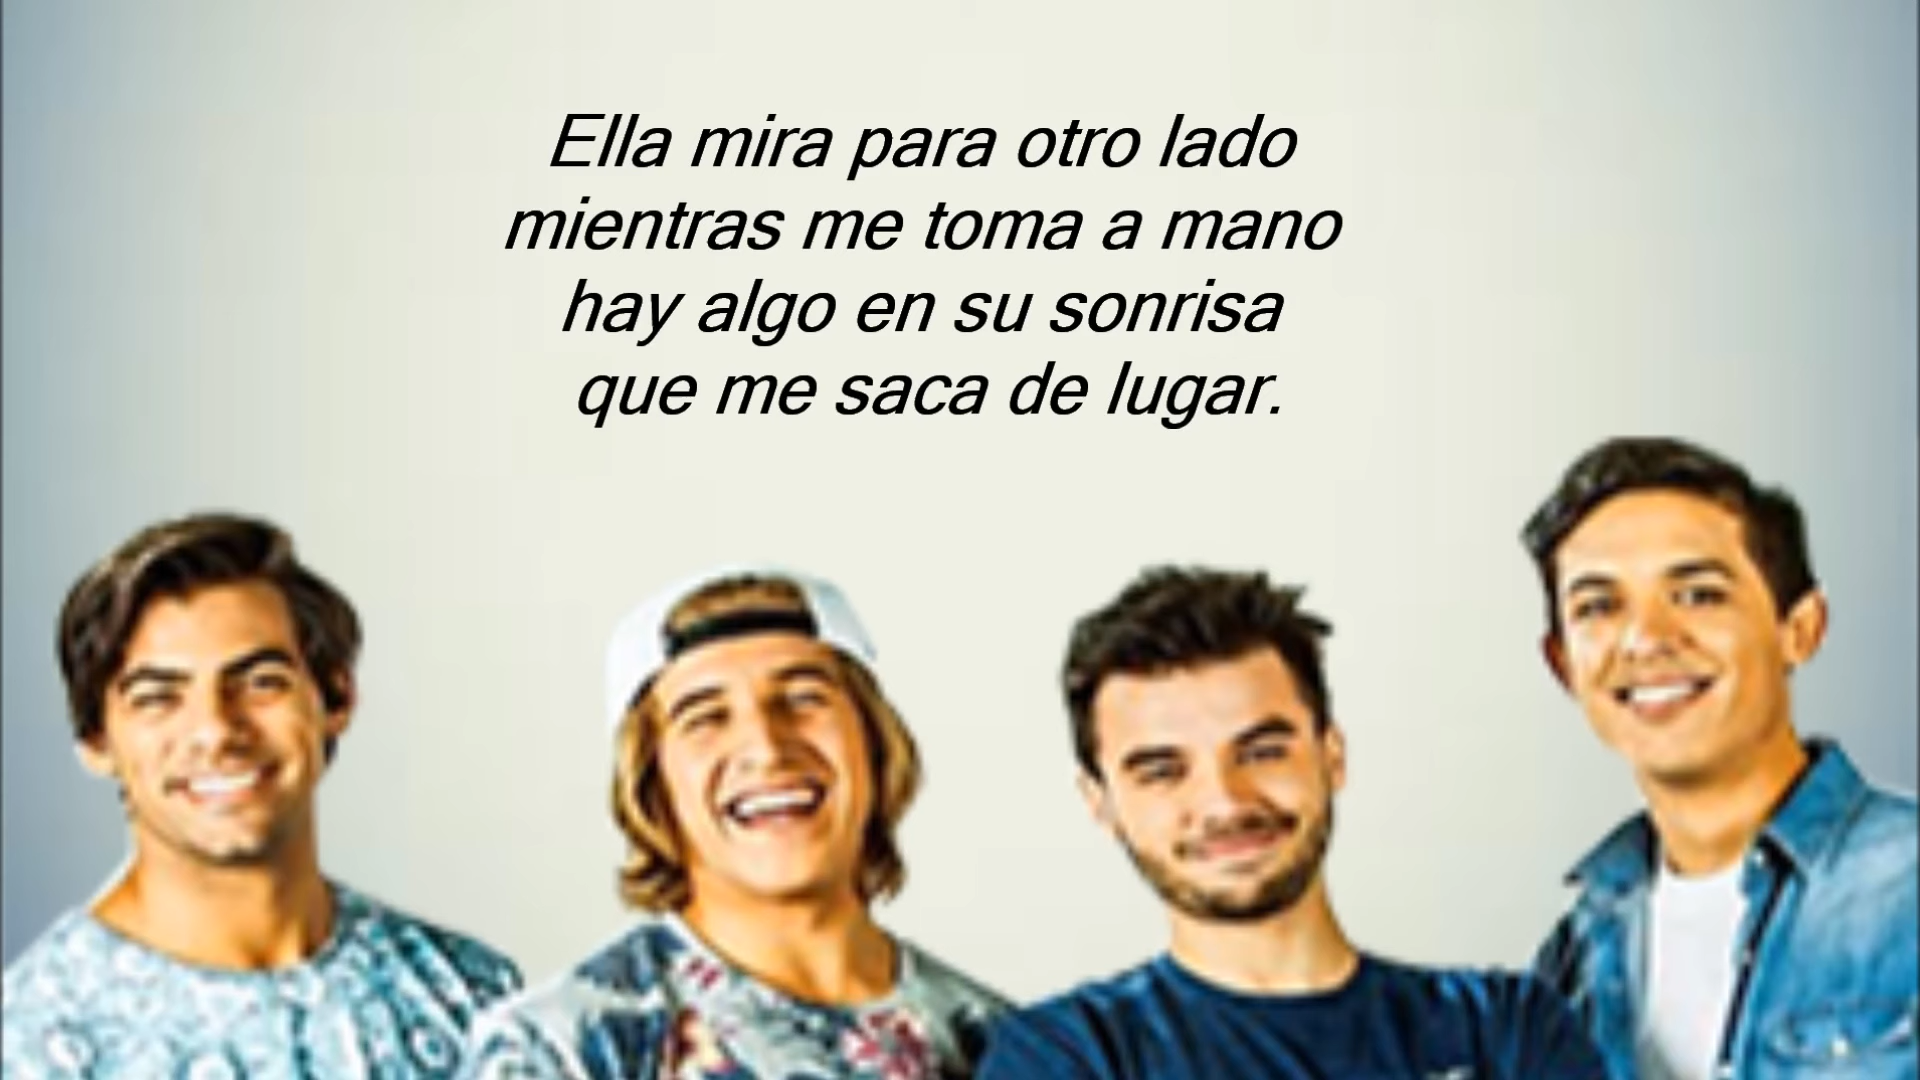 Ella mira para otro lado
mientras me toma a mano
hay algo en su sonrisa
que me saca de lugar.